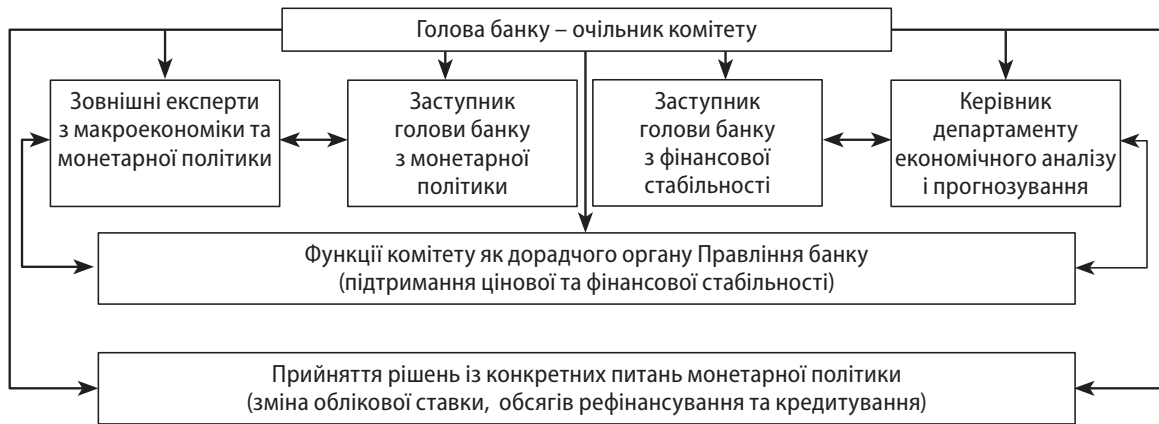 Голова банку – очільник комітету
Зовнішні експерти
з макроекономіки та
монетарної політики
Заступник
голови банку
з монетарної
політики
Заступник
голови банку
з фінансової
стабільності
Керівник
департаменту
економічного аналізу
і прогнозування
Функції комітету як дорадчого органу Правління банку
(підтримання цінової та фінансової стабільності)
Прийняття рішень із конкретних питань монетарної політики
(зміна облікової ставки, обсягів рефінансування та кредитування)